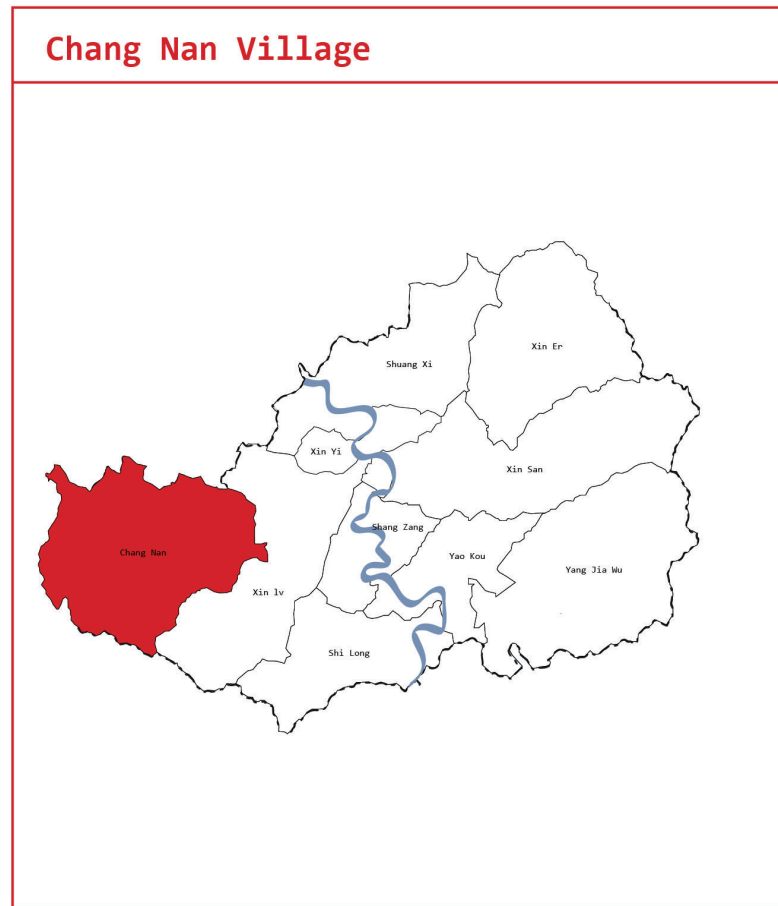 Chang Nan Village
Xin Er
Shuang Xi
Xin Yi
Xin San
Shang Zang
Chang Nan
Yao Kou
Yang Jia Wu
Xin lv
Shi Long